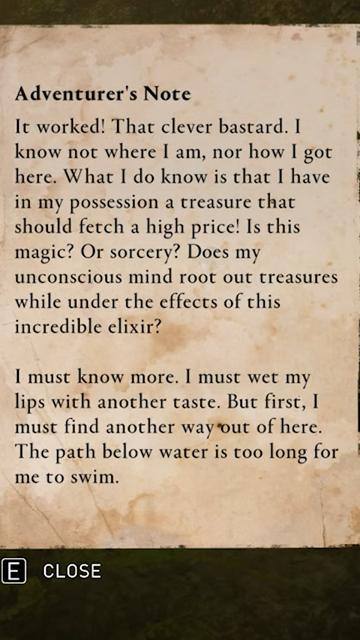 Adventurer's Note
It worked! That clever bastard. I
know not where I am, nor how I got
here. What I do know is that I have
in my possession a treasure that
should fetch a high price! Is this
magic? Or sorcery? Does my
unconscious mind root out treasures
while under the effects of this
incredible elixir?
I must know more. I must wet my
lips with another taste. But first, I
must find another way out of here.
The path below water is too long for
me to swim.
E CLOSE